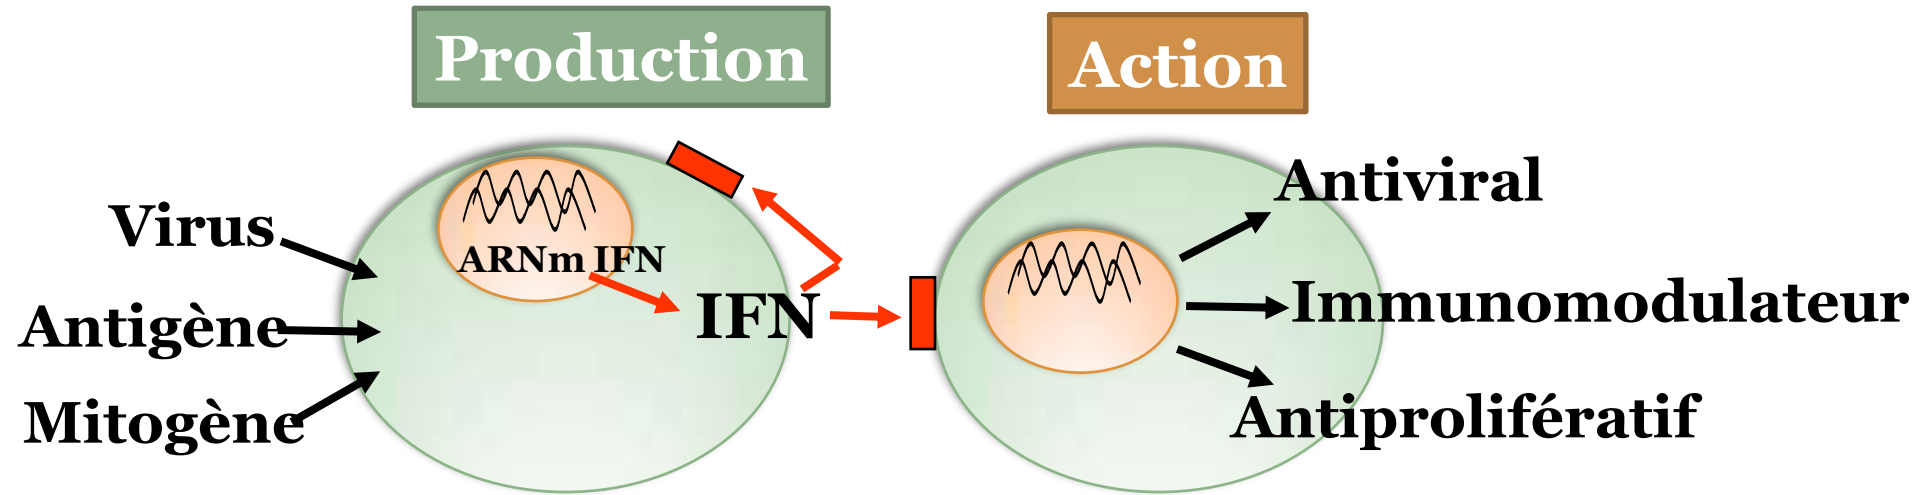 Production
Action
Virus
Antigène
Mitogène
ARNm IFN
IFN
Antiviral
Immunomodulateur
Antiprolifératif